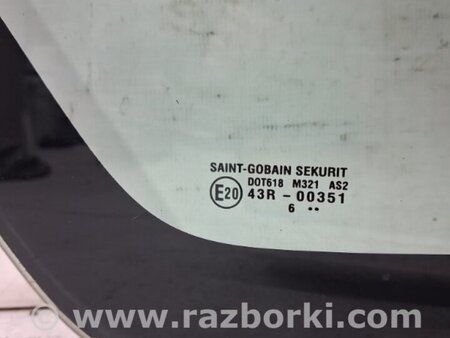 SAINT-GOBAIN SEKURIT
DOT618 M321 AS2
E20 43R - 00351
6 ··
www.razborki.com